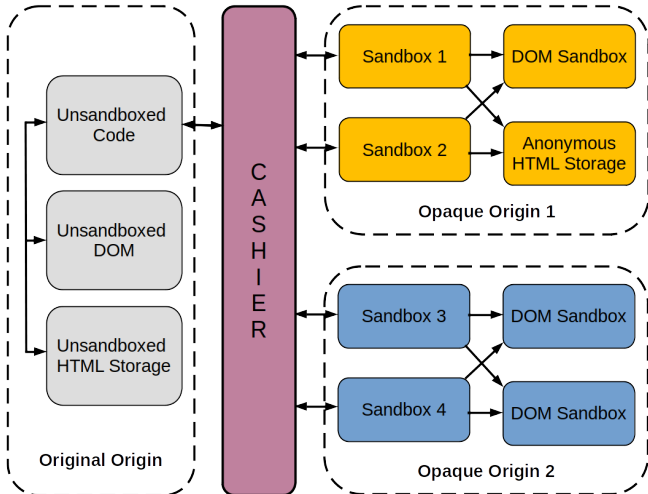 Unsandboxed
Code
Unsandboxed
DOM
Unsandboxed
HTML Storage
Original Origin
C
A
S
H
I
E
R
Sandbox 1
DOM Sandbox
Sandbox 2
Anonymous
HTML Storage
Opaque Origin 1
Sandbox 3
DOM Sandbox
Sandbox 4
DOM Sandbox
Opaque Origin 2